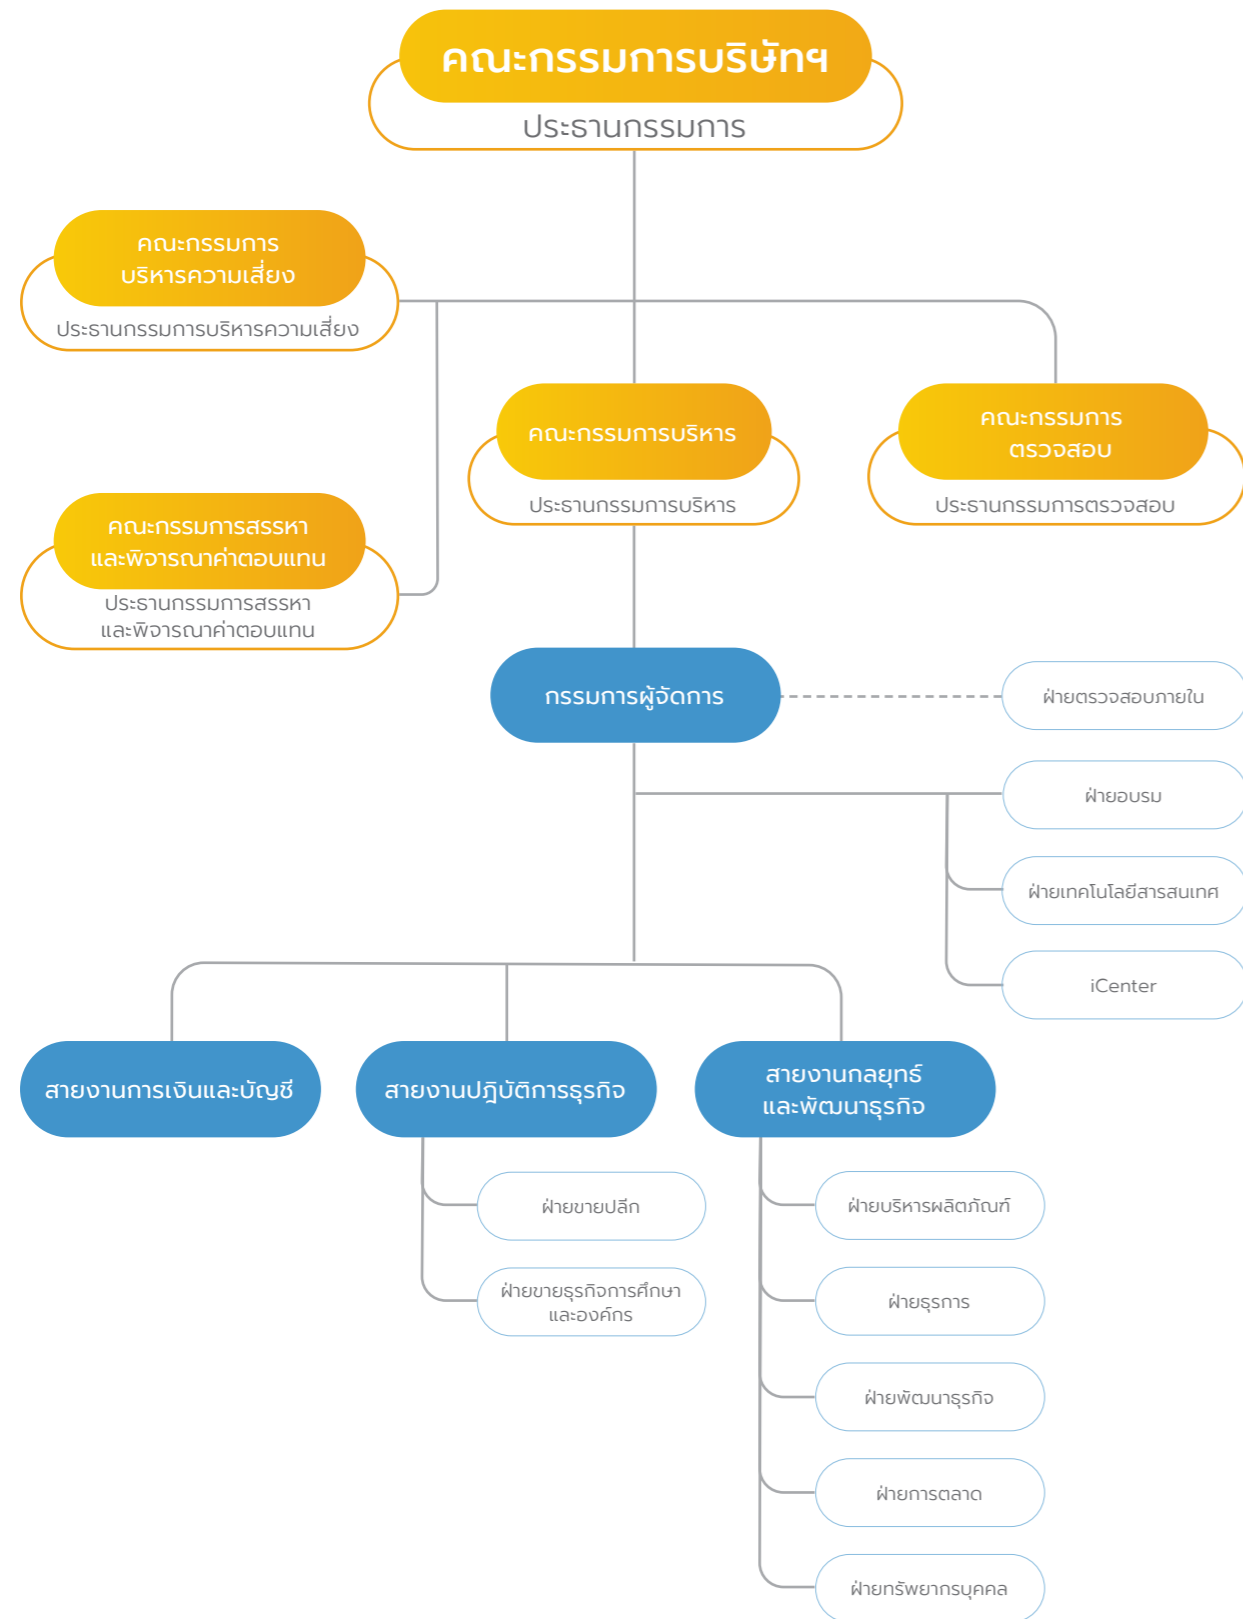 คณะกรรมการบริษัทฯ
ประธานกรรมการ
คณะกรรมการ
บริหารความเสี่ยง
ประธานกรรมการบริหารความเสี่ยง
คณะกรรมการบริหาร
ประธานกรรมการบริหาร
คณะกรรมการ
ตรวจสอบ
ประธานกรรมการตรวจสอบ
คณะกรรมการสรรหา
และพิจารณาค่าตอบแทน
ประธานกรรมการสรรหา
และพิจารณาค่าตอบแทน
กรรมการผู้จัดการ
ฝ่ายตรวจสอบภายใน
ฝ่ายอบรม
ฝ่ายเทคโนโลยีสารสนเทศ
iCenter
สายงานการเงินและบัญชี
สายงานปฎิบัติการธุรกิจ
สายงานกลยุทธ์
และพัฒนาธุรกิจ
ฝ่ายขายปลีก
ฝ่ายขายธุรกิจการศึกษา
และองค์กร
ฝ่ายบริหารผลิตภัณฑ์
ฝ่ายธุรการ
ฝ่ายพัฒนาธุรกิจ
ฝ่ายการตลาด
ฝ่ายทรัพยากรบุคคล